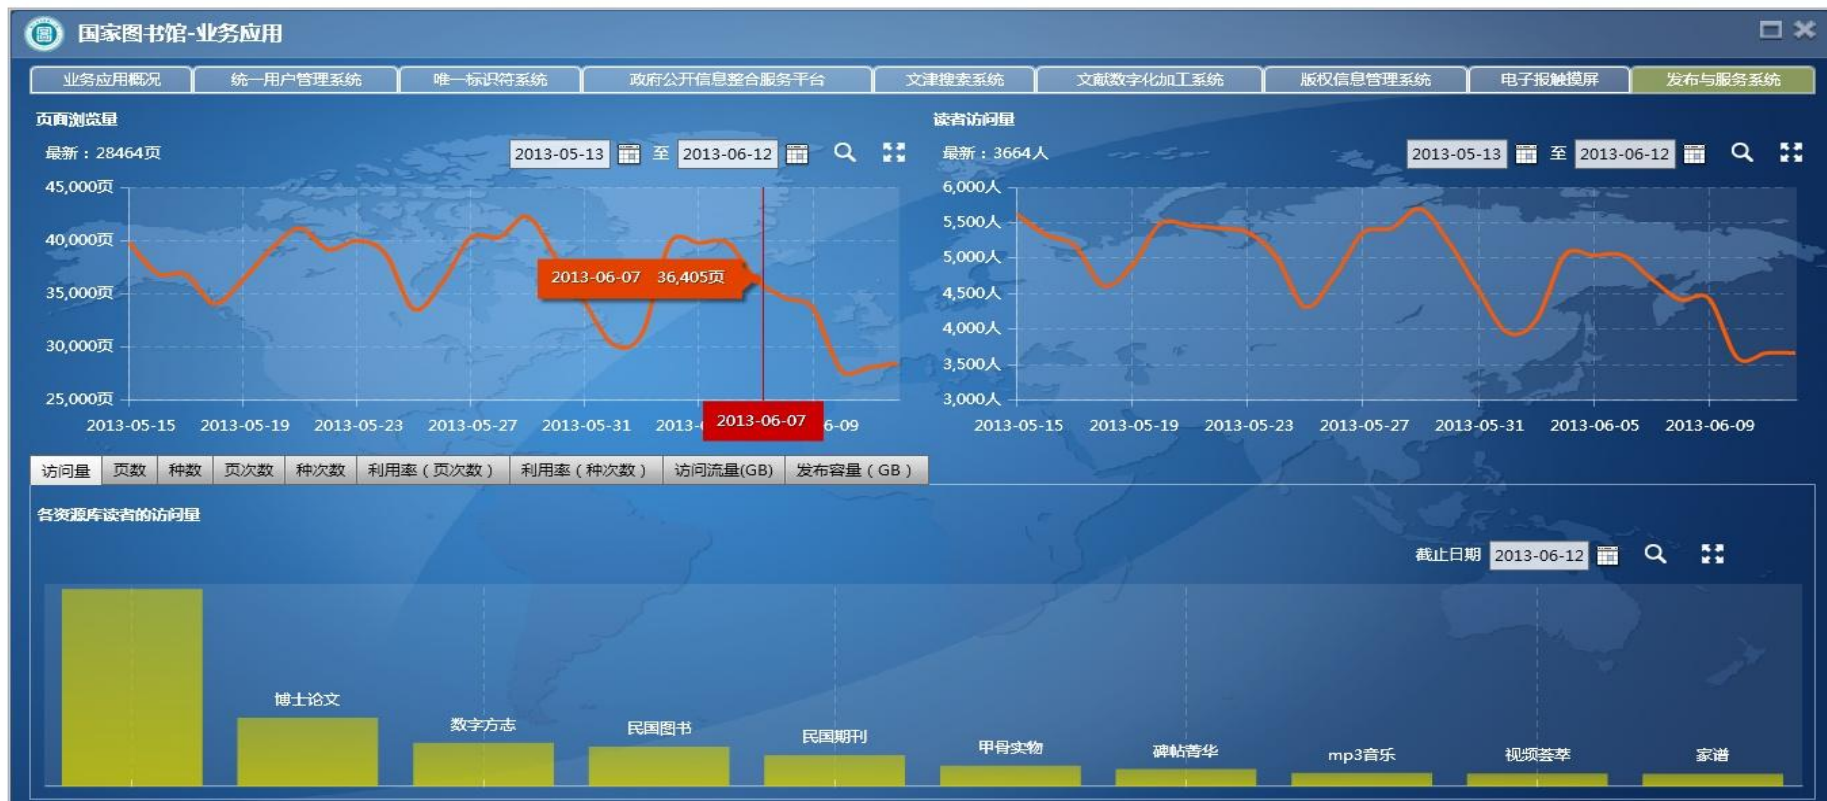 国家图书馆-业务应用
业务应用概况 统一用户管理系统 唯一标识符系统 政府公开信息整合服务平台 文津搜索系统 文献数字化加工系统 版权信息管理系统 电子报触摸屏 发布与服务系统
页面浏览量
最新：28464页 2013-05-13 至 2013-06-12
45,000页
40,000页
35,000页
30,000页
25,000页
2013-06-07 36,405页
2013-05-15 2013-05-19 2013-05-23 2013-05-27 2013-05-31 2013- 2013-06-07 6-09
读者访问量
最新：3664人 2013-05-13 至 2013-06-12
6,000人
5,500人
5,000人
4,500人
4,000人
3,500人
3,000人
2013-05-15 2013-05-19 2013-05-23 2013-05-27 2013-05-31 2013-06-05 2013-06-09
访问量 页数 种数 页次数 种次数 利用率（页次数） 利用率（种次数） 访问流量(GB) 发布容量（GB）
各资源库读者的访问量
截止日期 2013-06-12
博士论文 数字方志 民国图书 民国期刊 甲骨实物 碑帖菁华 mp3音乐 视频荟萃 家谱